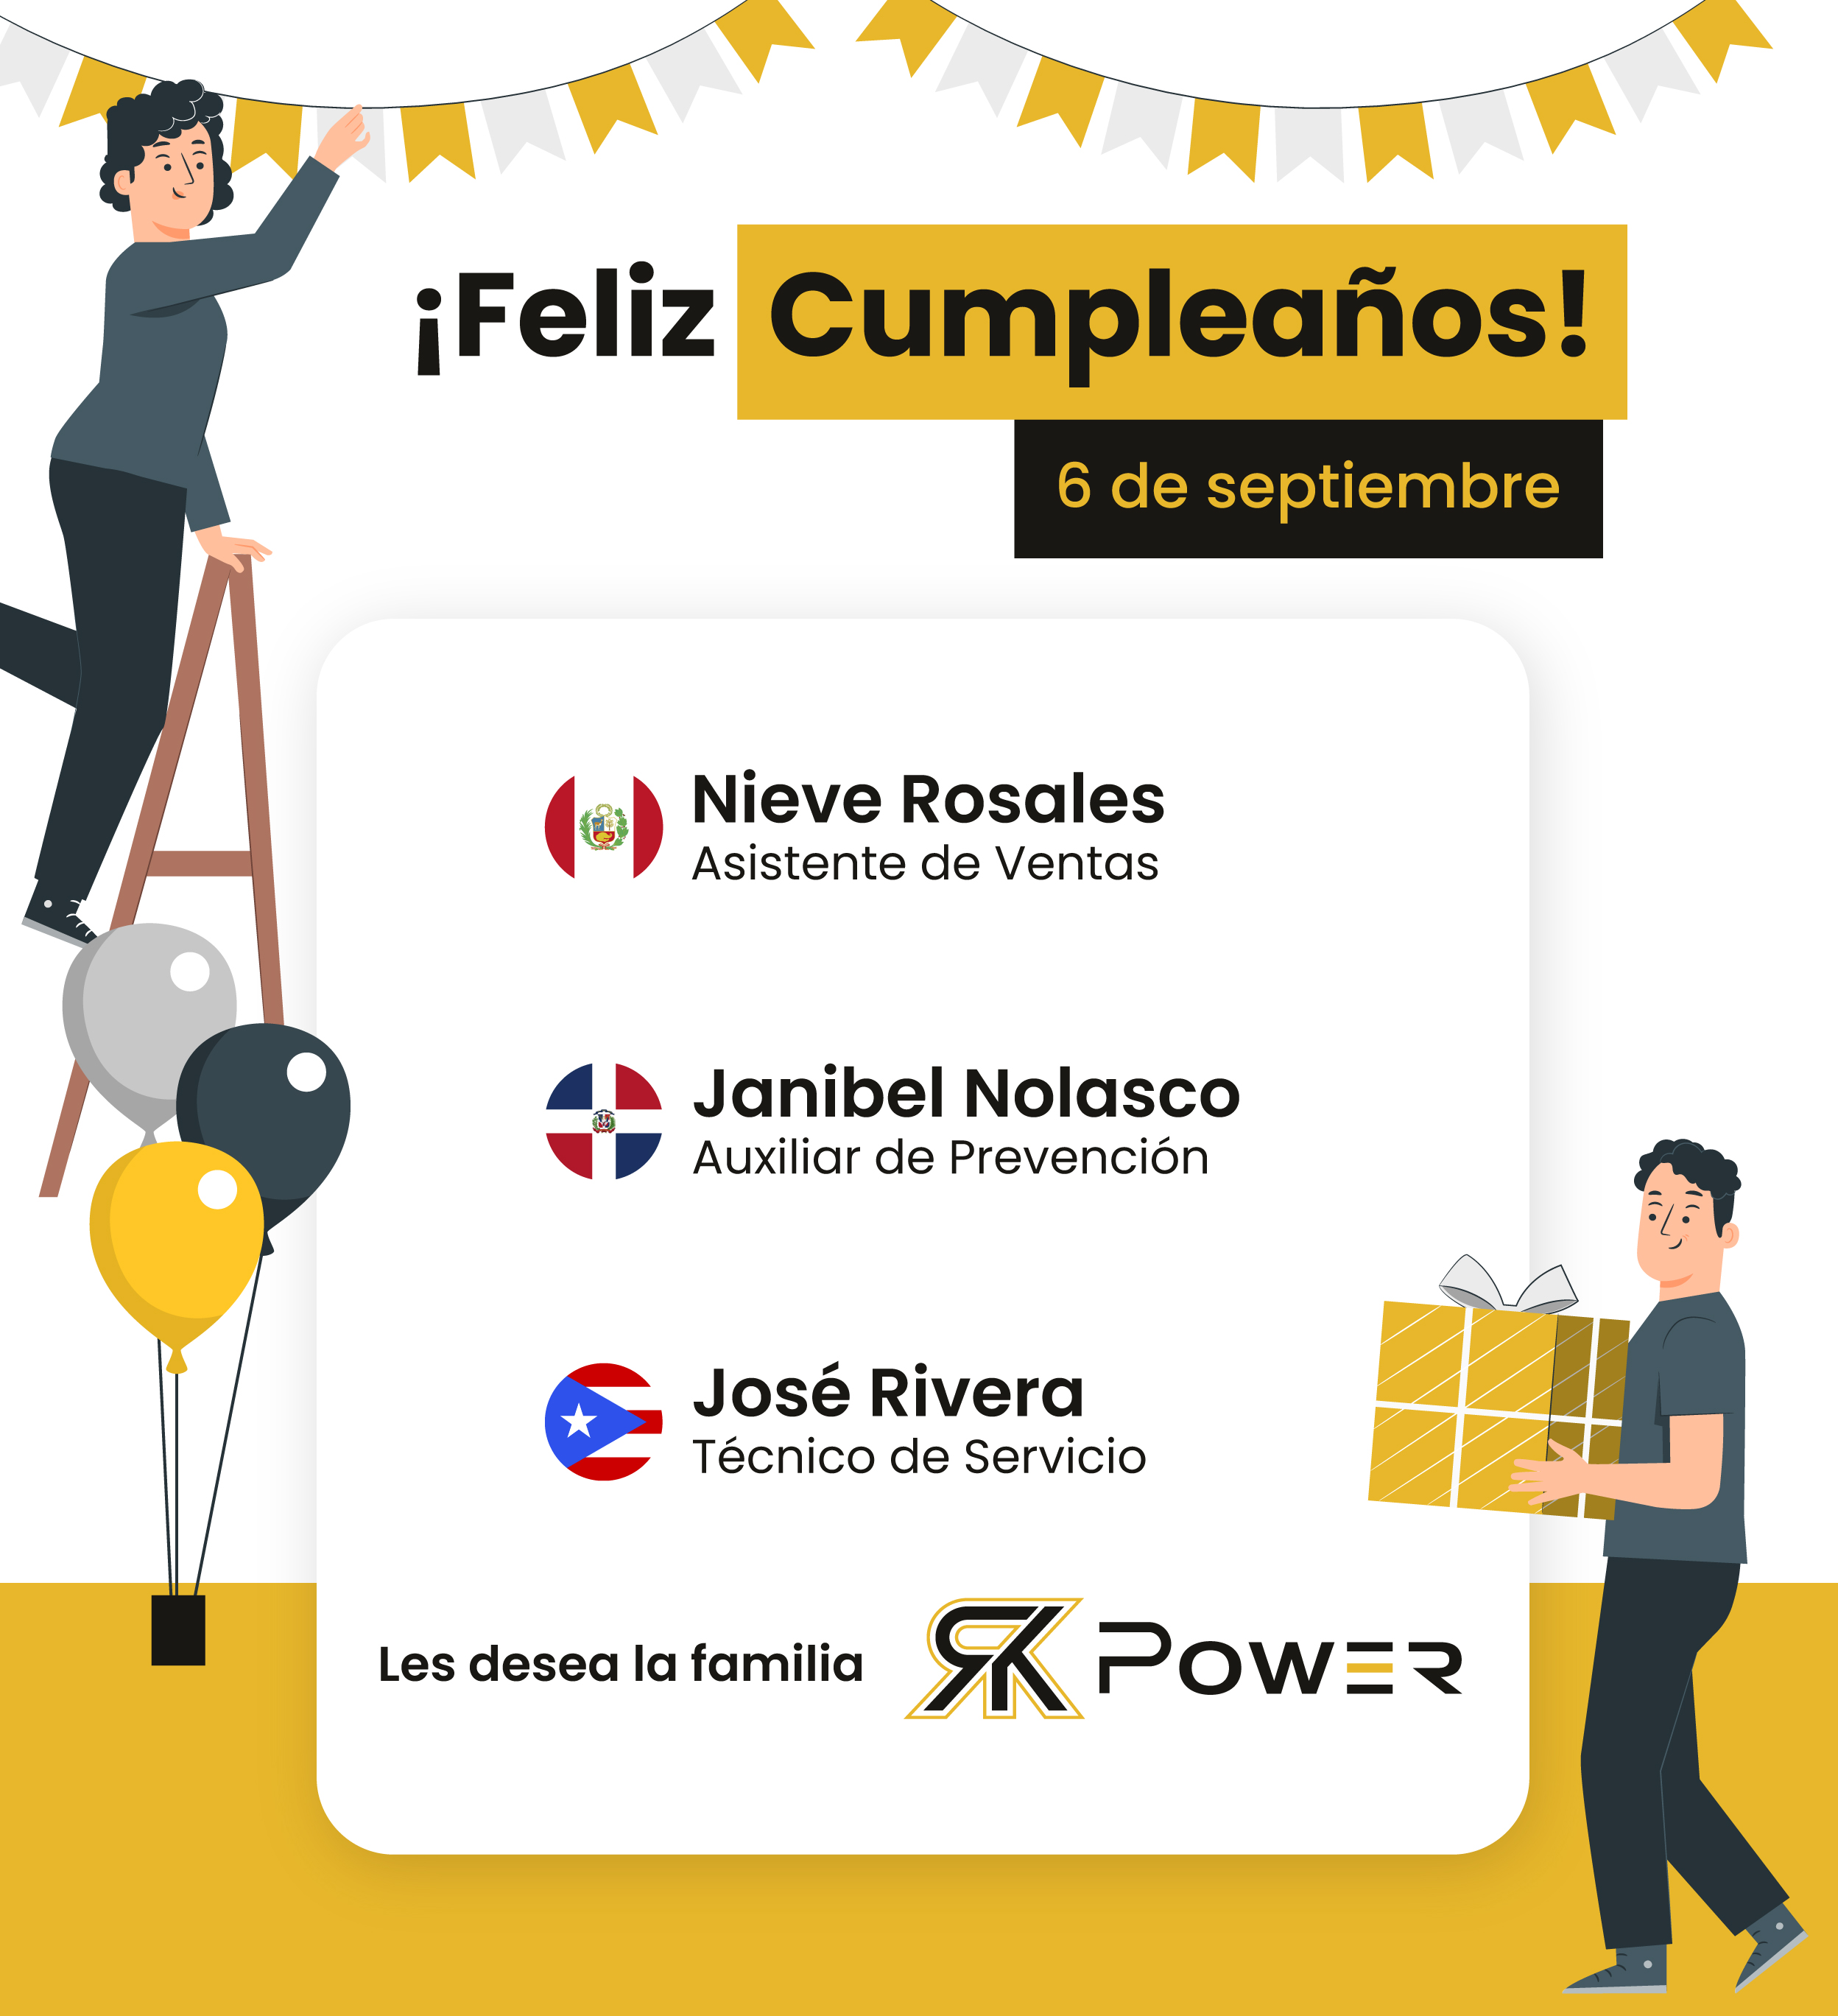 ¡Feliz Cumpleaños!
6 de septiembre
Nieve Rosales
Asistente de Ventas
Janibel Nolasco
Auxiliar de Prevención
José Rivera
Técnico de Servicio
Les desea la familia RK POWER